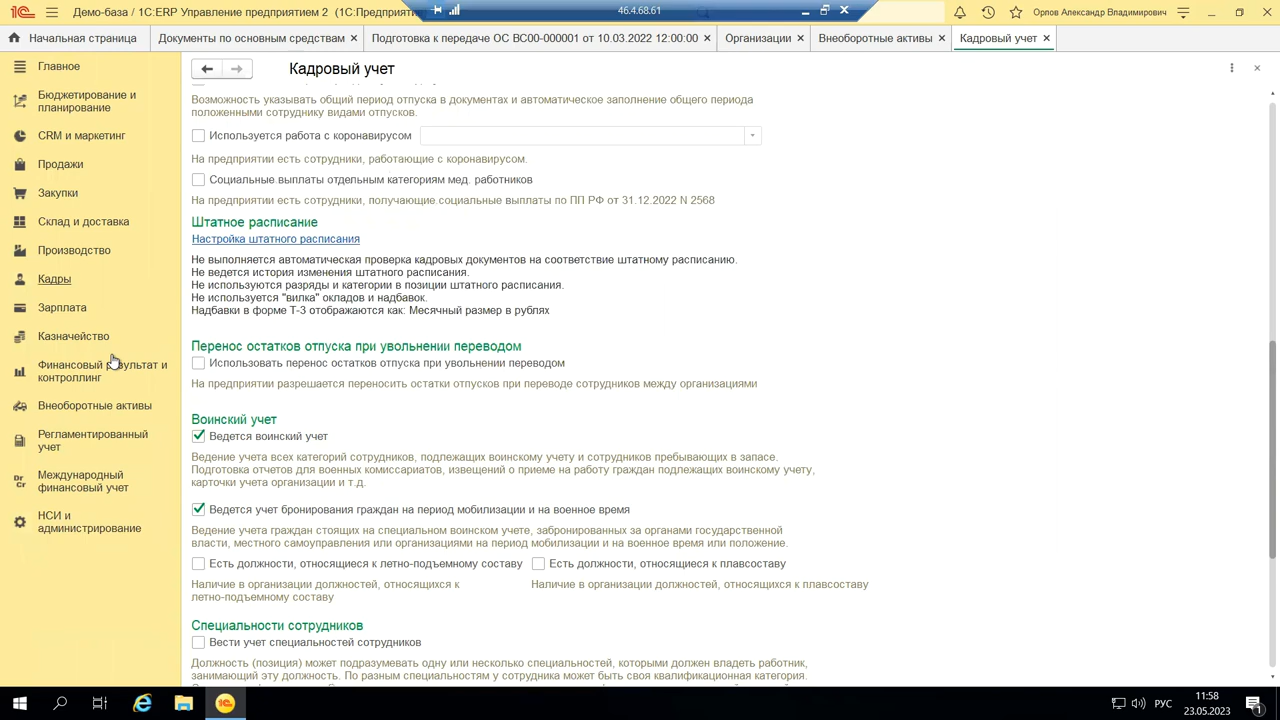 1C
Демо-база / 1С:ERP Управление предприятием 2 (1С:Предприятие
46.4.68.61
Орлов Александр Владимирович
Начальная страница
Документы по основным средствам
Подготовка к передаче ОС ВС00-000001 от 10.03.2022 12:00:00
Организации
Внеоборотные активы
Кадровый учет
Главное
Бюджетирование и
планирование
CRM и маркетинг
Продажи
Закупки
Склад и доставка
Производство
Кадры
Зарплата
Казначейство
Финансовый результат и
контроллинг
Внеоборотные активы
Регламентированный
учет
Международный
финансовый учет
НСИ и
администрирование
Кадровый учет
Возможность указывать общий период отпуска в документах и автоматическое заполнение общего периода
положенными сотруднику видами отпусков.
Используется работа с коронавирусом
На предприятии есть сотрудники, работающие с коронавирусом.
Социальные выплаты отдельным категориям мед. работников
На предприятии есть сотрудники, получающие социальные выплаты по ПП РФ от 31.12.2022 N 2568
Штатное расписание
Настройка штатного расписания
Не выполняется автоматическая проверка кадровых документов на соответствие штатному расписанию.
Не ведется история изменения штатного расписания.
Не используются разряды и категории в позиции штатного расписания.
Не используется "вилка" окладов и надбавок.
Надбавки в форме Т-3 отображаются как: Месячный размер в рублях
Перенос остатков отпуска при увольнении переводом
Использовать перенос остатков отпуска при увольнении переводом
На предприятии разрешается переносить остатки отпусков при переводе сотрудников между организациями
Воинский учет
Ведется воинский учет
Ведение учета всех категорий сотрудников, подлежащих воинскому учету и сотрудников пребывающих в запасе.
Подготовка отчетов для военных комиссариатов, извещений о приеме на работу граждан подлежащих воинскому учету,
карточки учета организации и т.д.
Ведется учет бронирования граждан на период мобилизации и на военное время
Ведение учета граждан стоящих на специальном воинском учете, забронированных за органами государственной
власти, местного самоуправления или организациями на период мобилизации и на военное время или положение.
Есть должности, относящиеся к летно-подъемному составу
Есть должности, относящиеся к плавсоставу
Наличие в организации должностей, относящихся к
летно-подъемному составу
Наличие в организации должностей, относящихся к плавсоставу
Специальности сотрудников
Вести учет специальностей сотрудников
Должность (позиция) может подразумевать одну или несколько специальностей, которыми должен владеть работник,
занимающий эту должность. По разным специальностям у сотрудника может быть своя квалификационная категория.
РУС
11:58
23.05.2023
1